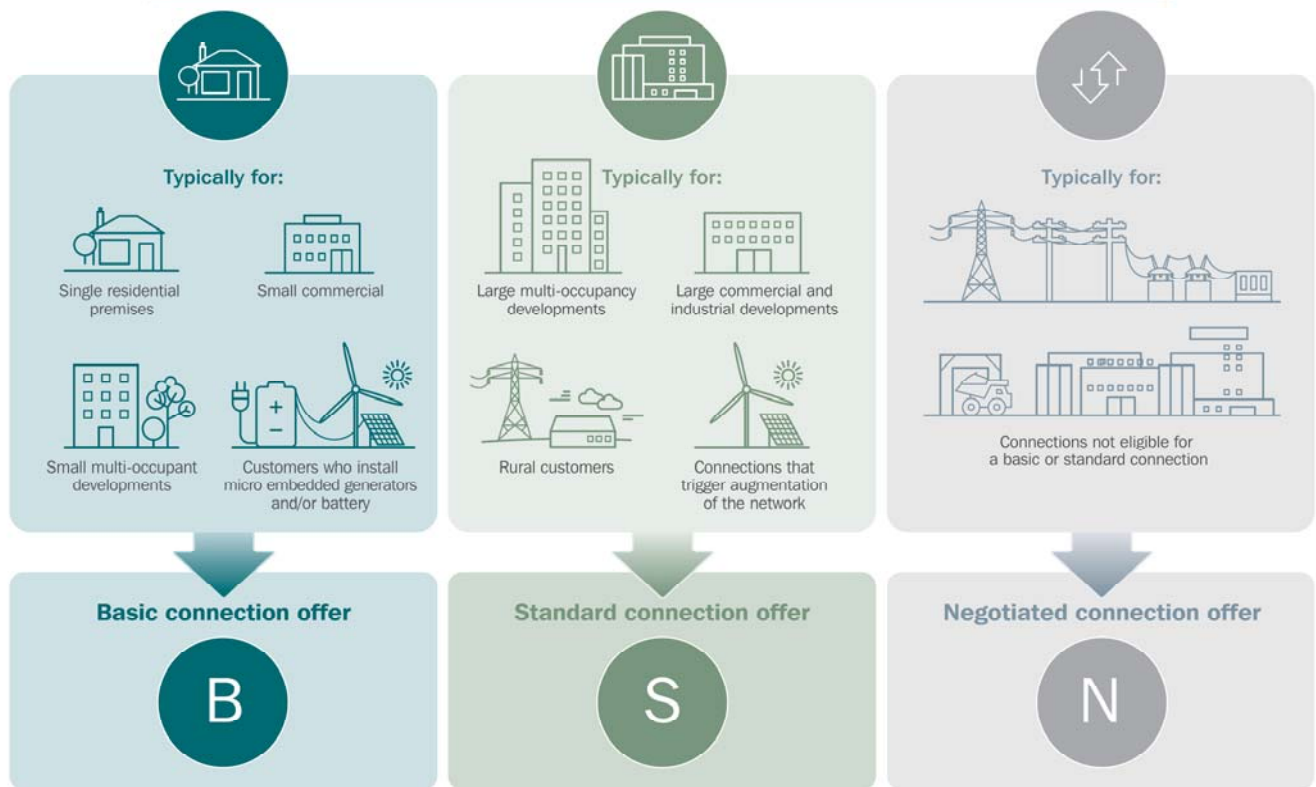 Typically for:
Single residential
premises
Small commercial
Small multi-occupant
developments
Customers who install
micro embedded generators
and/or battery
Basic connection offer
B
Typically for:
Large multi-occupancy
developments
Large commercial and
industrial developments
Rural customers
Connections that
trigger augmentation
of the network
Standard connection offer
S
Typically for:
Connections not eligible for
a basic or standard connection
Negotiated connection offer
N